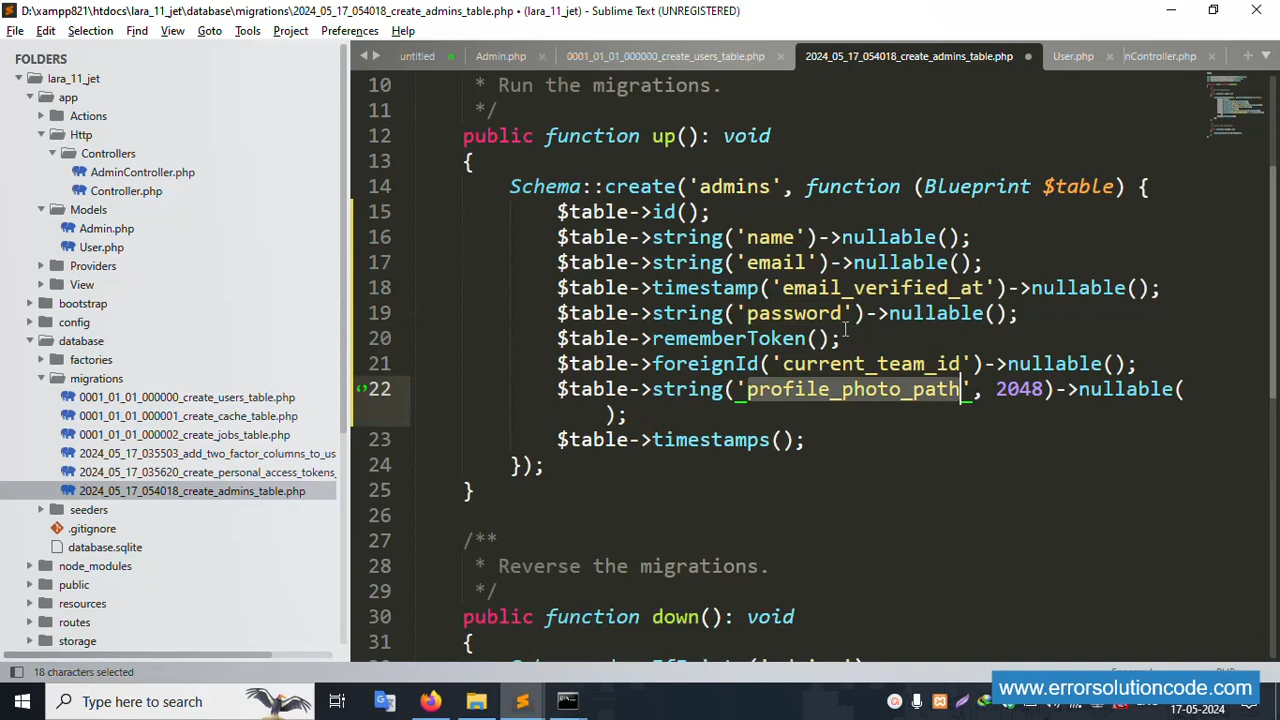 D:\xampp821\htdocs\lara_11_jet\database\migrations\2024_05_17_054018_create_admins_table.php • (lara_11_jet) - Sublime Text (UNREGISTERED)
File Edit Selection Find View Goto Tools Project Preferences Help
FOLDERS
lara_11_jet
app
Actions
Http
Controllers
AdminController.php
Controller.php
Models
Admin.php
User.php
Providers
View
bootstrap
config
database
factories
migrations
0001_01_01_000000_create_users_table.php
0001_01_01_000001_create_cache_table.php
0001_01_01_000002_create_jobs_table.php
2024_05_17_035503_add_two_factor_columns_to_us
2024_05_17_035620_create_personal_access_tokens_
2024_05_17_054018_create_admins_table.php
seeders
.gitignore
database.sqlite
node_modules
public
resources
routes
storage
untitled Admin.php 0001_01_01_000000_create_users_table.php 2024_05_17_054018_create_admins_table.php User.php nController.php
10 * Run the migrations.
11 */
12 public function up(): void
13 {
14 Schema::create('admins', function (Blueprint $table) {
15 $table->id();
16 $table->string('name')->nullable();
17 $table->string('email')->nullable();
18 $table->timestamp('email_verified_at')->nullable();
19 $table->string('password')->nullable();
20 $table->rememberToken();
21 $table->foreignId('current_team_id')->nullable();
22 $table->string('profile_photo_path', 2048)->nullable(
);
23 $table->timestamps();
24 });
25 }
26
27 /**
28 * Reverse the migrations.
29 */
30 public function down(): void
31 {
18 characters selected
www.errorsolutioncode.com
Type here to search
17-05-2024